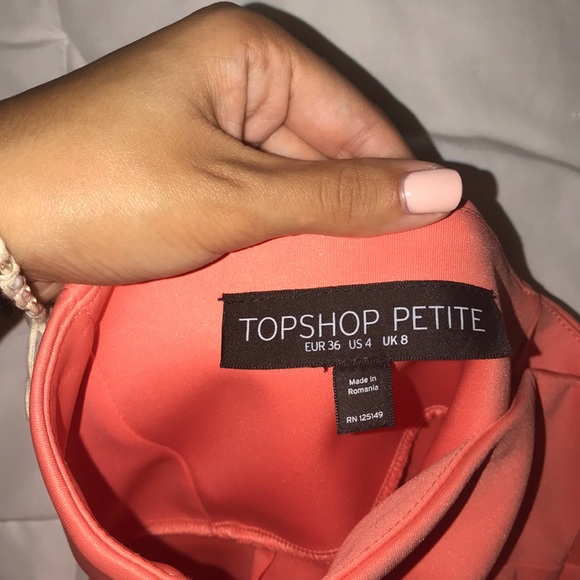 TOPSHOP PETITE
EUR 36 US 4 UK 8
Made in
Romania
RN 125149